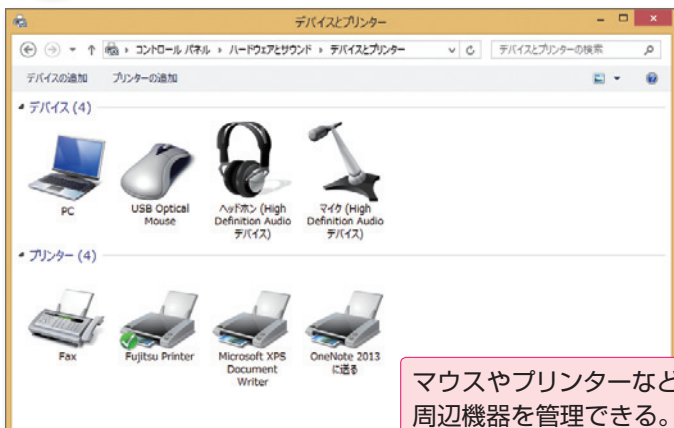 デバイスとプリンター
コントロール パネル ▸ ハードウェアとサウンド ▸ デバイスとプリンター
デバイスとプリンターの検索
デバイスの追加 プリンターの追加
デバイス (4)
PC
USB Optical
Mouse
ヘッドホン (High
Definition Audio
デバイス)
マイク (High
Definition Audio
デバイス)
プリンター (4)
Fax
Fujitsu Printer
Microsoft XPS
Document
Writer
OneNote 2013
に送る
マウスやプリンターなど
周辺機器を管理できる。